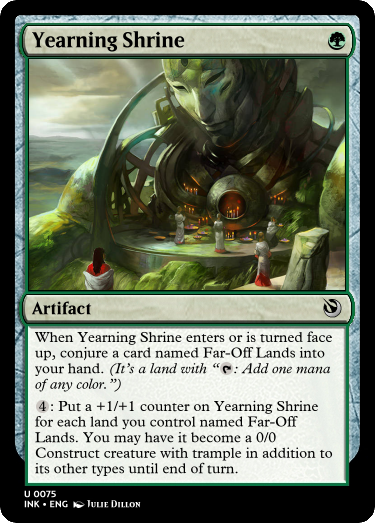 Yearning Shrine
Artifact
When Yearning Shrine enters or is turned face
up, conjure a card named Far-Off Lands into
your hand. (It's a land with “: Add one mana
of any color.”)
4: Put a +1/+1 counter on Yearning Shrine
for each land you control named Far-Off
Lands. You may have it become a 0/0
Construct creature with trample in addition to
its other types until end of turn.
U 0075
INK • ENG JULIE DILLON